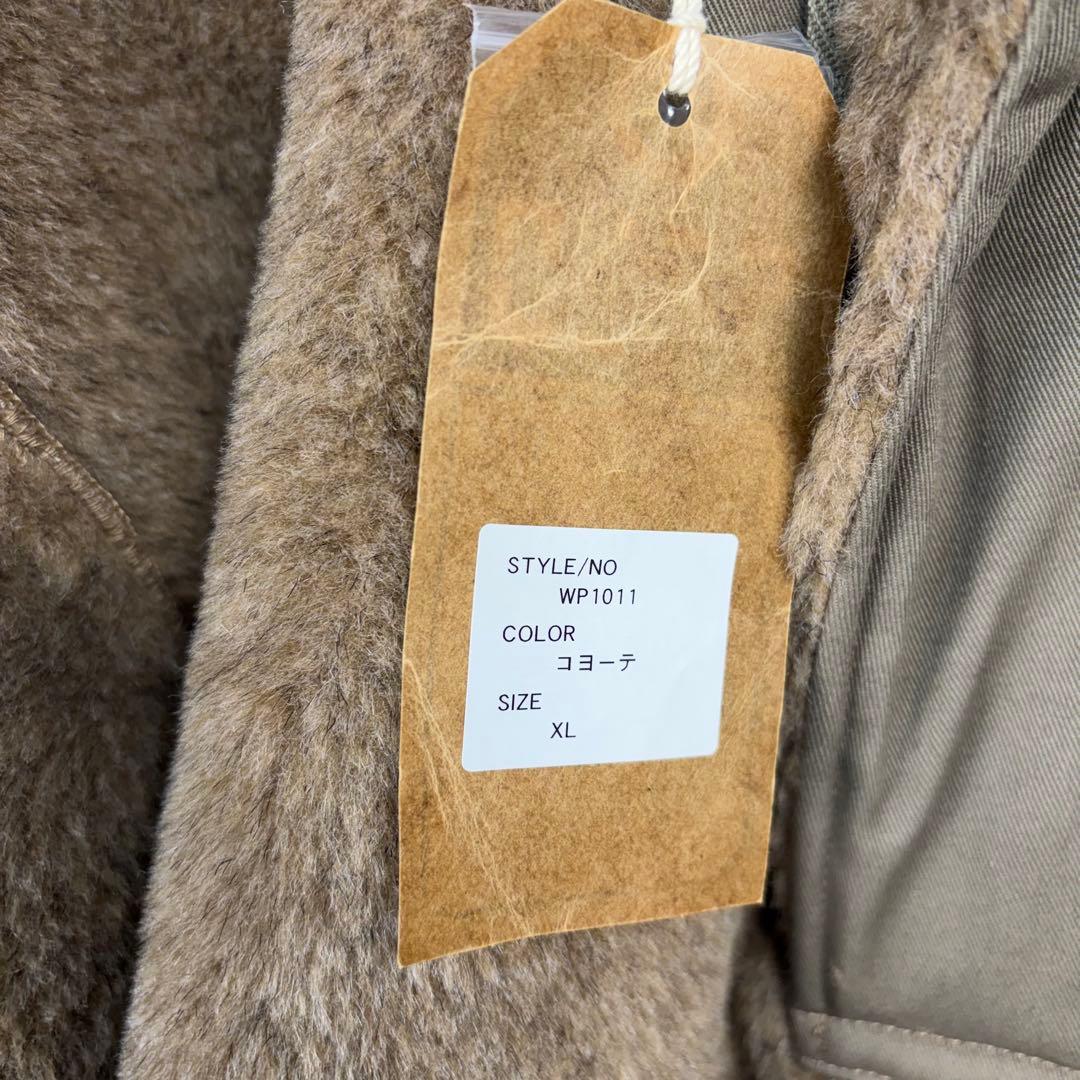 STYLE/NO
WP1011
COLOR
コヨーテ
SIZE
XL